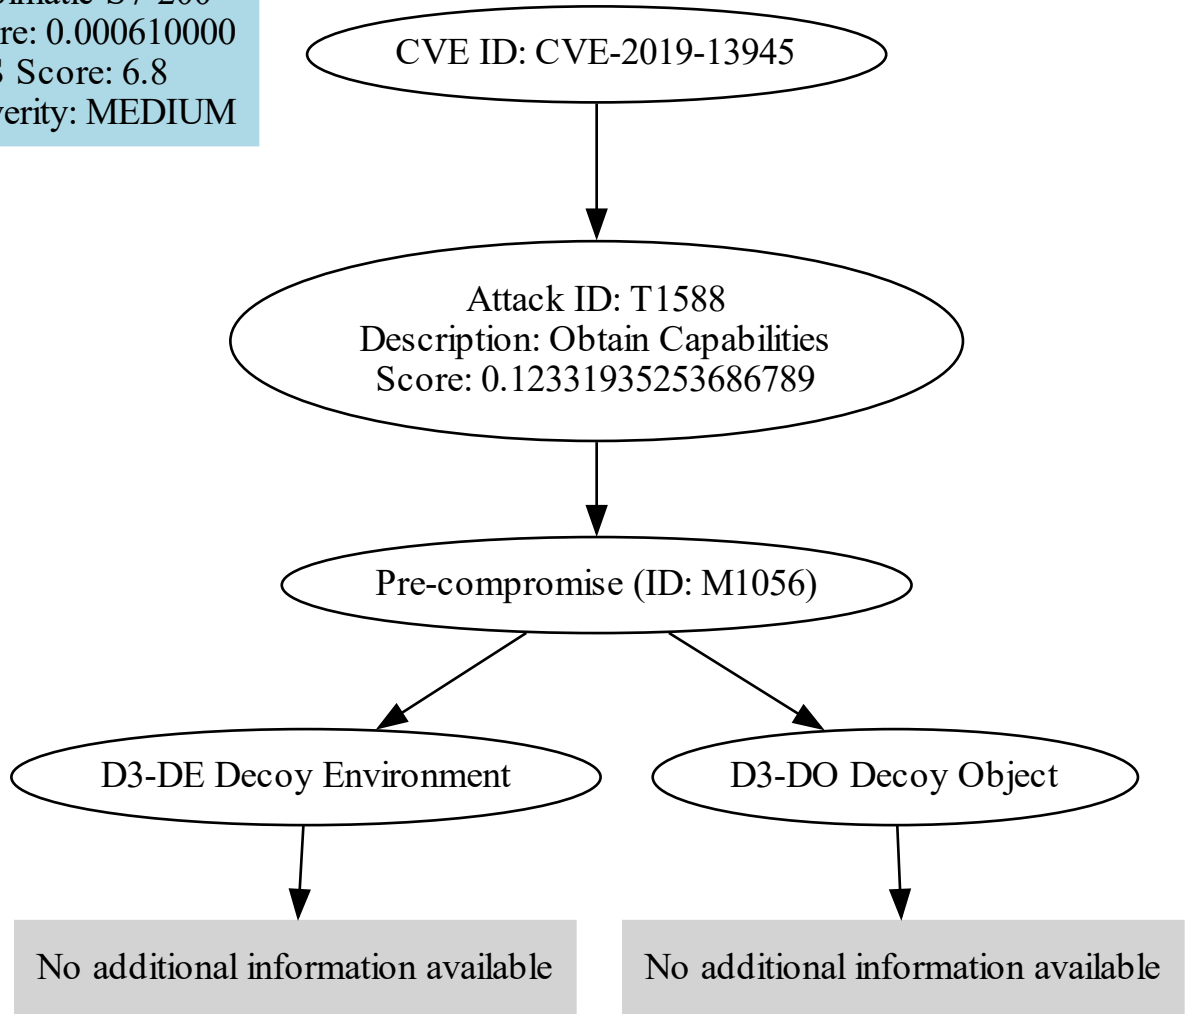 S7-200
re: 0.000610000
S Score: 6.8
verity: MEDIUM
CVE ID: CVE-2019-13945
Attack ID: T1588
Description: Obtain Capabilities
Score: 0.12331935253686789
Pre-compromise (ID: M1056)
D3-DE Decoy Environment
D3-DO Decoy Object
No additional information available
No additional information available